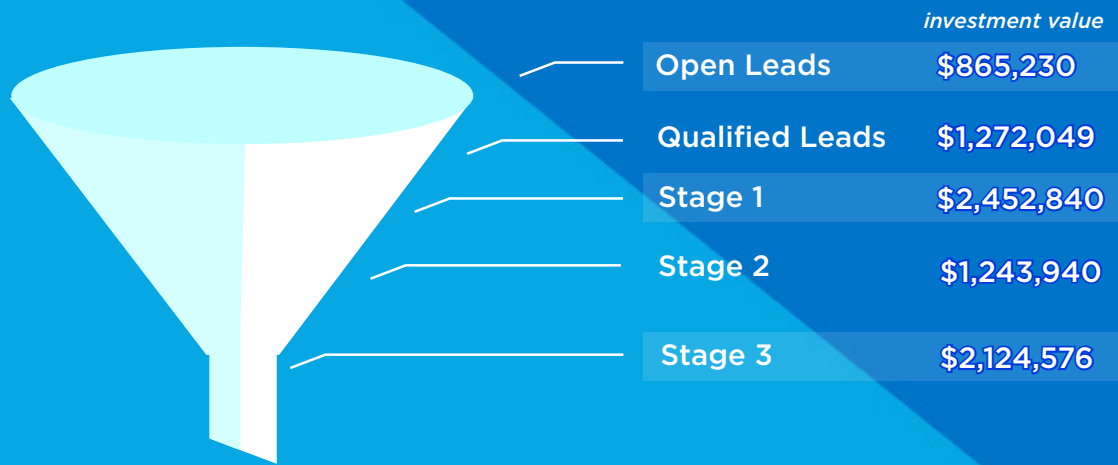 investment value
Open Leads $865,230
Qualified Leads $1,272,049
Stage 1 $2,452,840
Stage 2 $1,243,940
Stage 3 $2,124,576